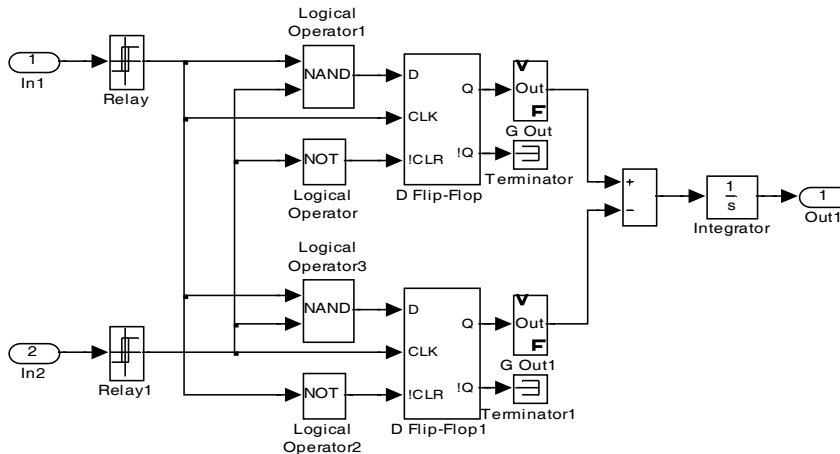 Logical
Operator1
1
In1
Relay
NAND
D
CLK
!CLR
Q
!Q
D Flip-Flop
V
Out
F
G Out
Terminator
NOT
Logical
Operator
+
−
1
s
Integrator
1
Out1
Logical
Operator3
NAND
2
In2
Relay1
D
CLK
!CLR
Q
!Q
D Flip-Flop1
V
Out
F
G Out1
Terminator1
NOT
Logical
Operator2